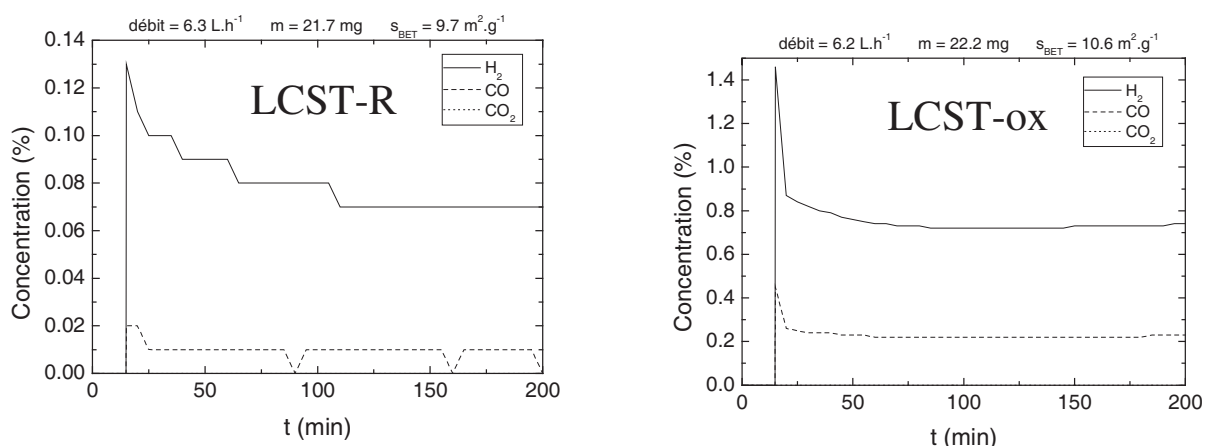 débit = 6.3 L.h⁻¹ m = 21.7 mg s_BET = 9.7 m².g⁻¹
0.14
0.12
0.10
0.08
0.06
0.04
0.02
0.00
Concentration (%)
LCST-R
H₂
CO
CO₂
0 50 100 150 200
t (min)
débit = 6.2 L.h⁻¹ m = 22.2 mg s_BET = 10.6 m².g⁻¹
1.4
1.2
1.0
0.8
0.6
0.4
0.2
0.0
Concentration (%)
LCST-ox
H₂
CO
CO₂
0 50 100 150 200
t (min)